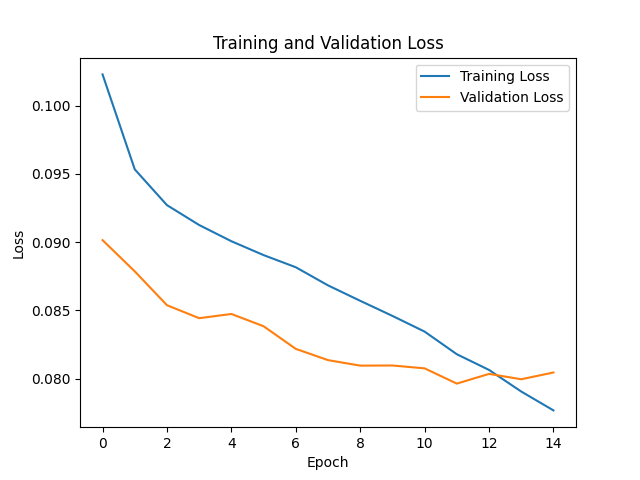 Training and Validation Loss
Training Loss
Validation Loss
0.100
0.095
0.090
0.085
0.080
Loss
0 2 4 6 8 10 12 14
Epoch